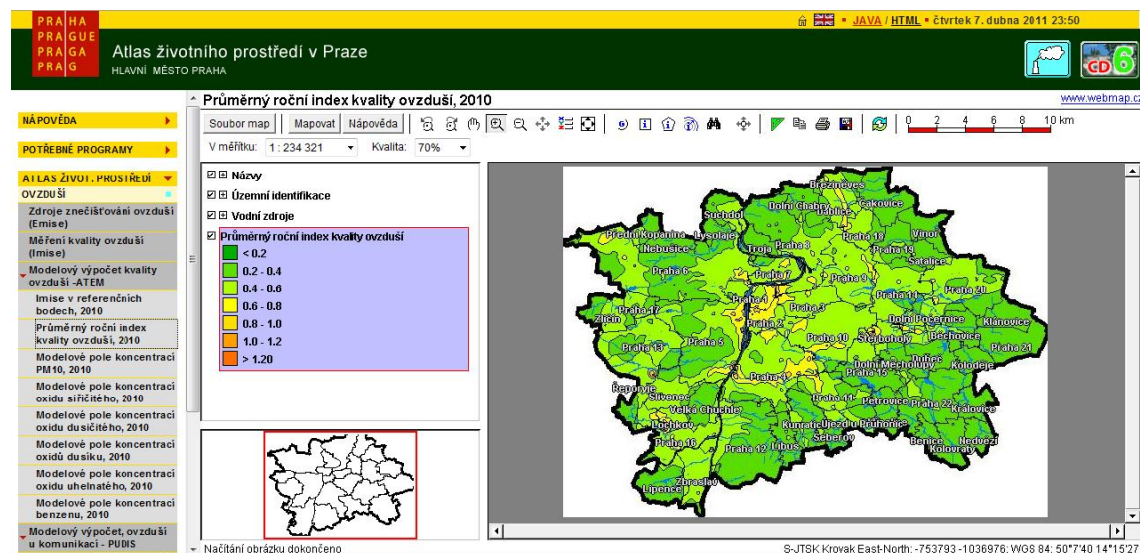 PRA HA
PRA GUE
PRA GA
PRA G
JAVA / HTML • čtvrtek 7. dubna 2011 23:50
Atlas životního prostředí v Praze
HLAVNÍ MĚSTO PRAHA
CD 6
Průměrný roční index kvality ovzduší, 2010
www.webmap.cz
NÁPOVĚDA
POTŘEBNÉ PROGRAMY
ATLAS ŽIVOT. PROSTŘEDÍ
OVZDUŠÍ
Zdroje znečišťování ovzduší
(Emise)
Měření kvality ovzduší
(Imise)
Modelový výpočet kvality
ovzduší -ATEM
Imise v referenčních
bodech, 2010
Průměrný roční index
kvality ovzduší, 2010
Modelové pole koncentrací
PM10, 2010
Modelové pole koncentrací
oxidu siřičitého, 2010
Modelové pole koncentrací
oxidu dusičitého, 2010
Modelové pole koncentrací
oxidů dusíku, 2010
Modelové pole koncentrací
oxidu uhelnatého, 2010
Modelové pole koncentrací
benzenu, 2010
Modelový výpočet, ovzduší
u komunikací - PUDIS
Soubor map
Mapovat
Nápověda
0 2 4 6 8 10 km
V měřítku: 1 : 234 321 Kvalita: 70%
Názvy
Územní identifikace
Vodní zdroje
Průměrný roční index kvality ovzduší
< 0.2
0.2 - 0.4
0.4 - 0.6
0.6 - 0.8
0.8 - 1.0
1.0 - 1.2
> 1.20
Březiněves
Dolní Chabry
Ďáblice
Čakovice
Suchdol
Přední Kopanina
Lysolaje
Nebušice
Troja
Praha 8
Praha 18
Praha 19
Vinoř
Satalice
Praha 6
Praha 7
Praha 9
Praha 14
Praha 20
Praha 1
Praha 3
Praha 17
Zličín
Praha 2
Dolní Počernice
Klánovice
Praha 13
Praha 5
Praha 10
Štěrboholy
Běchovice
Praha 21
Dubeč
Dolní Měcholupy
Koloděje
Praha 15
Praha 4
Řeporyje
Slivenec
Velká Chuchle
Praha 11
Petrovice
Praha 22
Královice
Lochkov
Kunratice
Újezd u Průhonic
Šeberov
Praha 16
Praha 12
Libuš
Benice
Nedvězí
Kolovraty
Zbraslav
Lipence
Načítání obrázku dokončeno
S-JTSK Krovak East-North: -753793 -1036976; WGS 84: 50°7'40 14°15'27